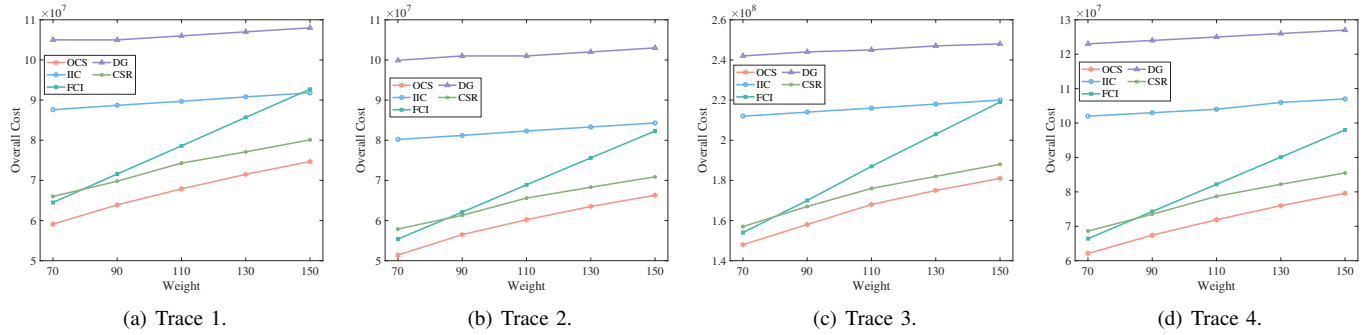 ×10⁷
11
10
9
8
7
6
5
Overall Cost
OCS DG
IIC CSR
FCI
70 90 110 130 150
Weight
(a) Trace 1.
×10⁷
11
10
9
8
7
6
5
Overall Cost
OCS DG
IIC CSR
FCI
70 90 110 130 150
Weight
(b) Trace 2.
×10⁸
2.6
2.4
2.2
2
1.8
1.6
1.4
Overall Cost
OCS DG
IIC CSR
FCI
70 90 110 130 150
Weight
(c) Trace 3.
×10⁷
13
12
11
10
9
8
7
6
Overall Cost
OCS DG
IIC CSR
FCI
70 90 110 130 150
Weight
(d) Trace 4.